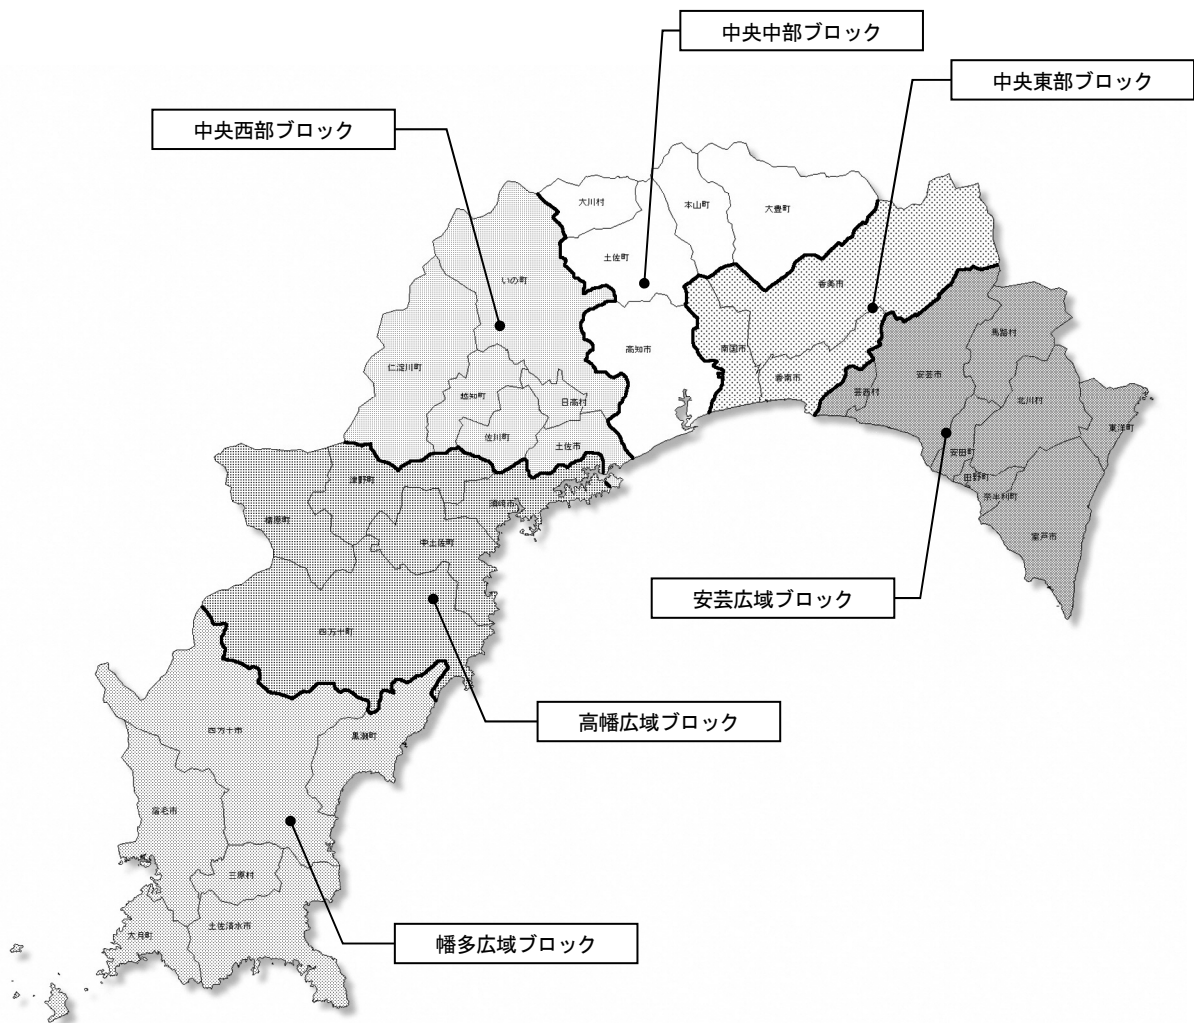 中央中部ブロック
中央東部ブロック
中央西部ブロック
大川村
本山町
大豊町
土佐町
いの町
香美市
馬路村
高知市
南国市
仁淀川町
安芸市
香南市
芸西村
越知町
日高村
北川村
東洋町
佐川町
土佐市
安田町
田野町
津野町
奈半利町
須崎市
梼原町
室戸市
中土佐町
安芸広域ブロック
四万十町
高幡広域ブロック
四万十市
黒潮町
宿毛市
三原村
土佐清水市
大月町
幡多広域ブロック